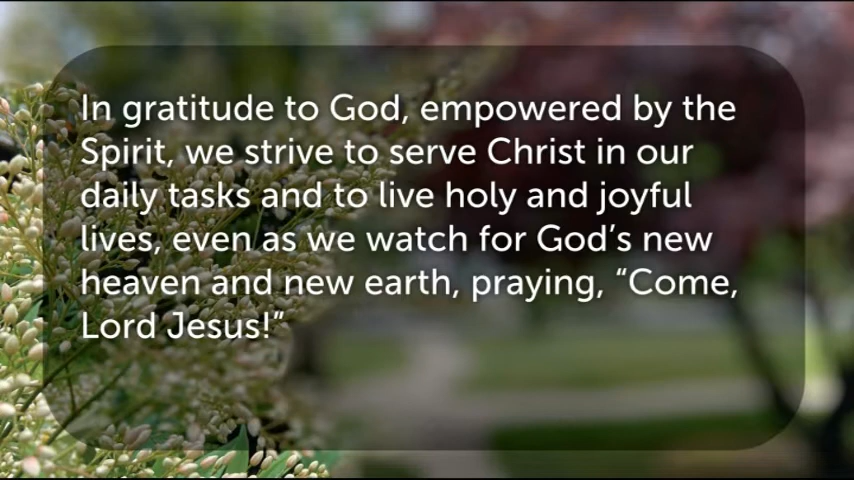 In gratitude to God, empowered by the
Spirit, we strive to serve Christ in our
daily tasks and to live holy and joyful
lives, even as we watch for God’s new
heaven and new earth, praying, “Come,
Lord Jesus!”